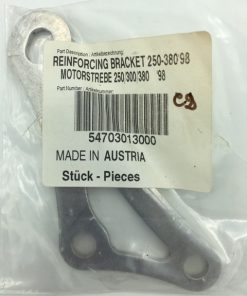 Part Description : Artikelbezeichnung:
REINFORCING BRACKET 250-380'98
MOTORSTREBE 250/300/380 '98
Part Number : Artikelnummer:
54703013000
MADE IN AUSTRIA
Stück - Pieces